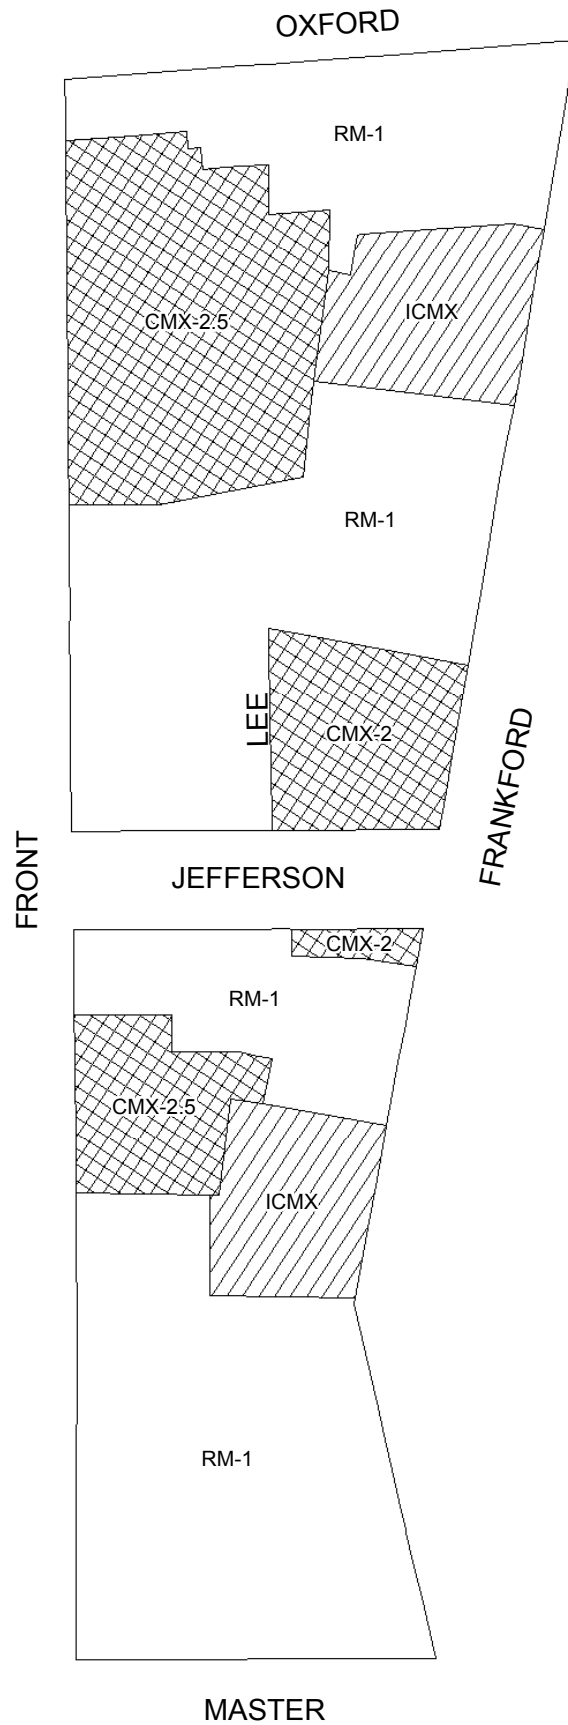 OXFORD
RM-1
ICMX
CMX-2.5
RM-1
LEE
CMX-2
FRANKFORD
FRONT
JEFFERSON
CMX-2
RM-1
CMX-2.5
ICMX
RM-1
MASTER